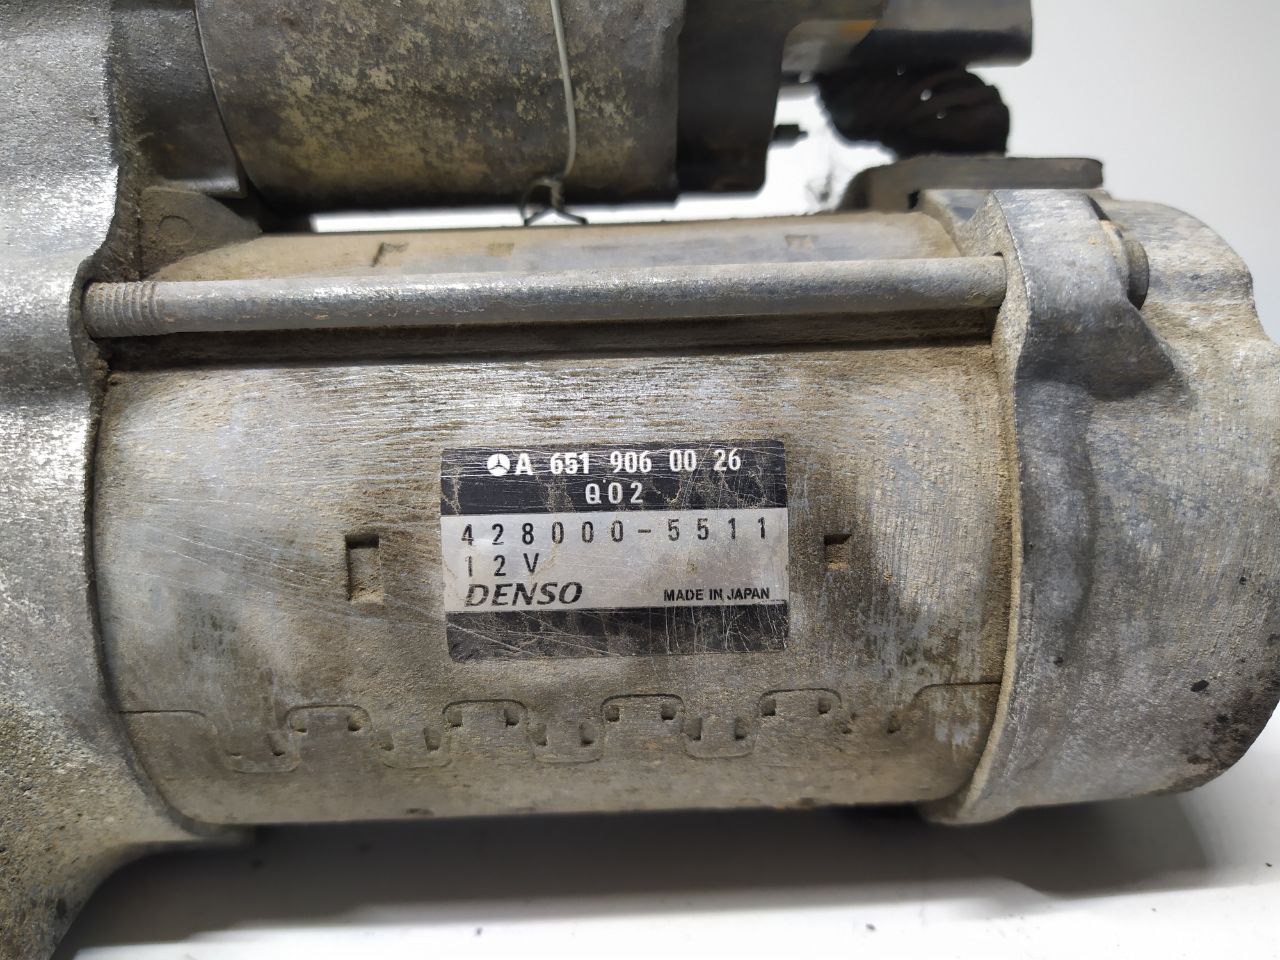 A 651 906 00 26
Q02
428000-5511
12V
DENSO
MADE IN JAPAN